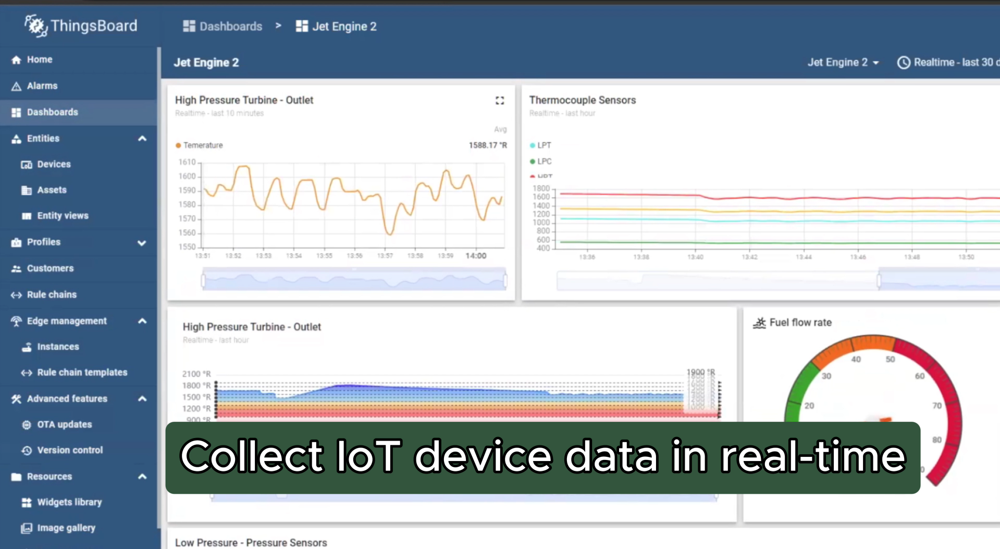 ThingsBoard
Dashboards > Jet Engine 2
Jet Engine 2
Jet Engine 2
Realtime - last 30
Home
Alarms
Dashboards
Entities
Devices
Assets
Entity views
Profiles
Customers
Rule chains
Edge management
Instances
Rule chain templates
Advanced features
OTA updates
Version control
Resources
Widgets library
Image gallery
High Pressure Turbine - Outlet
Realtime - last 10 minutes
Avg
Temerature 1588.17 °R
1610
1600
1590
1580
1570
1560
1550
13:51 13:52 13:53 13:54 13:55 13:56 13:57 13:58 13:59 14:00
Thermocouple Sensors
Realtime - last hour
LPT
LPC
HPT
1800
1600
1400
1200
1000
800
600
400
13:36 13:38 13:40 13:42 13:44 13:46 13:48 13:50
High Pressure Turbine - Outlet
Realtime - last hour
2100 °R
1800 °R
1500 °R
1200 °R
900 °R
1900 °R
Fuel flow rate
20
30
40
50
60
70
80
Collect IoT device data in real-time
Low Pressure - Pressure Sensors